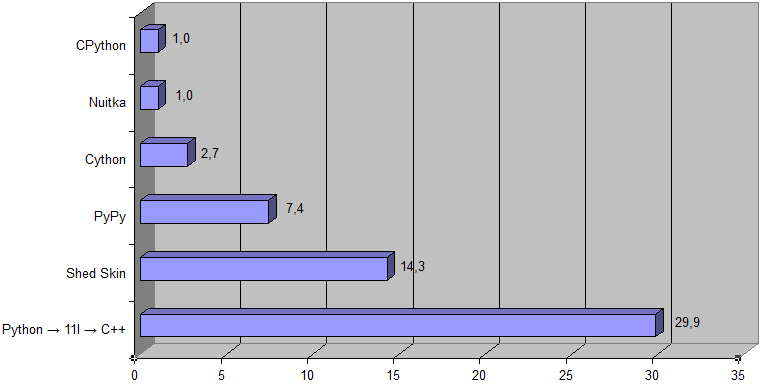 CPython 1,0
Nuitka 1,0
Cython 2,7
PyPy 7,4
Shed Skin 14,3
Python → 11l → C++ 29,9
0 5 10 15 20 25 30 35